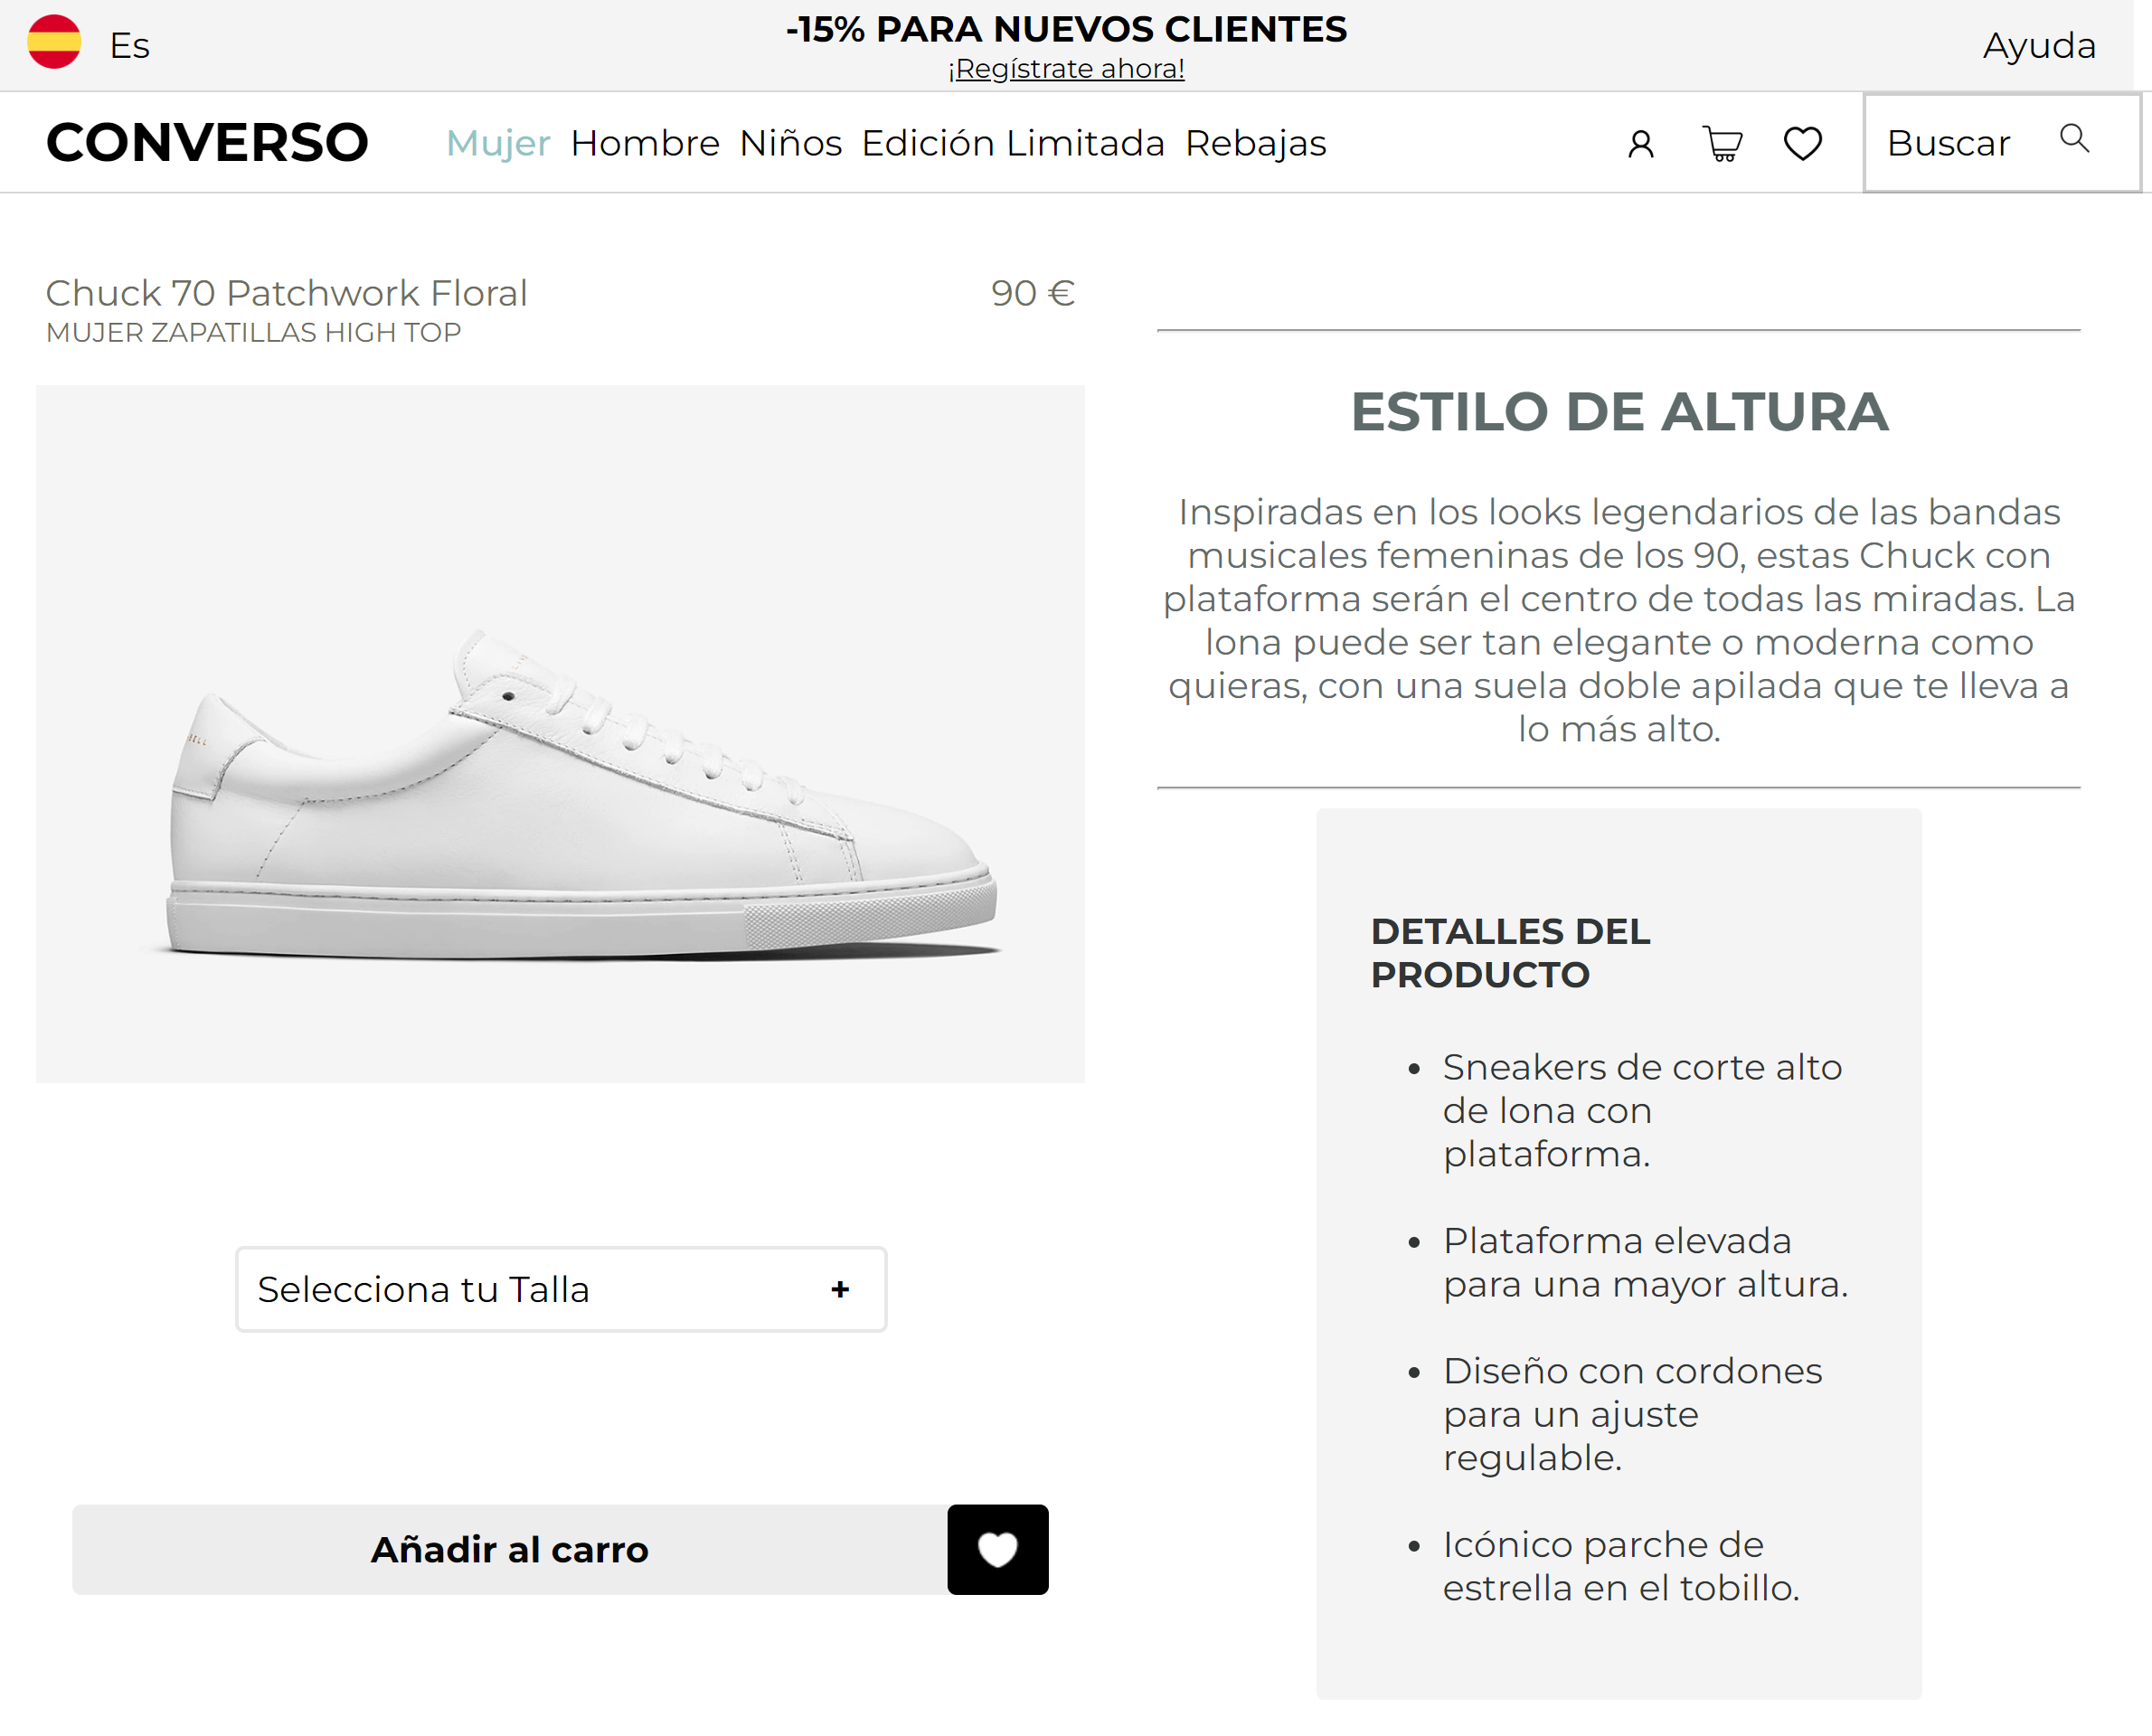 Es
-15% PARA NUEVOS CLIENTES
¡Regístrate ahora!
Ayuda
CONVERSO
Mujer Hombre Niños Edición Limitada Rebajas
Buscar
Chuck 70 Patchwork Floral
90 €
MUJER ZAPATILLAS HIGH TOP
Selecciona tu Talla +
Añadir al carro
ESTILO DE ALTURA
Inspiradas en los looks legendarios de las bandas
musicales femeninas de los 90, estas Chuck con
plataforma serán el centro de todas las miradas. La
lona puede ser tan elegante o moderna como
quieras, con una suela doble apilada que te lleva a
lo más alto.
DETALLES DEL
PRODUCTO
• Sneakers de corte alto
de lona con
plataforma.
• Plataforma elevada
para una mayor altura.
• Diseño con cordones
para un ajuste
regulable.
• Icónico parche de
estrella en el tobillo.